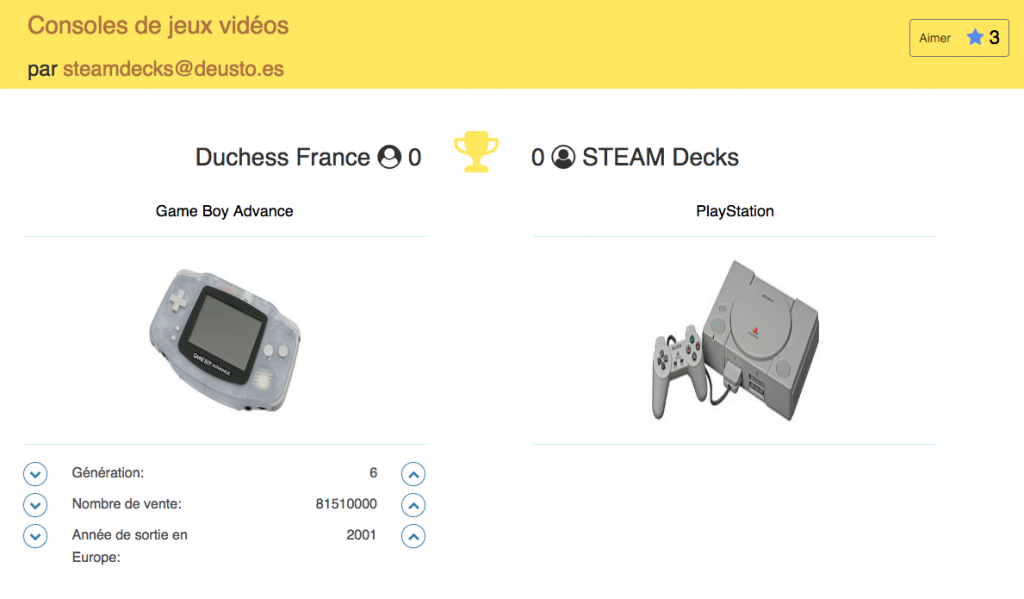 Consoles de jeux vidéos
Aimer 3
par steamdecks@deusto.es
Duchess France 0
0 STEAM Decks
Game Boy Advance
PlayStation
GAME BOY ADVANCE
Génération: 6
Nombre de vente: 81510000
Année de sortie en 2001
Europe: